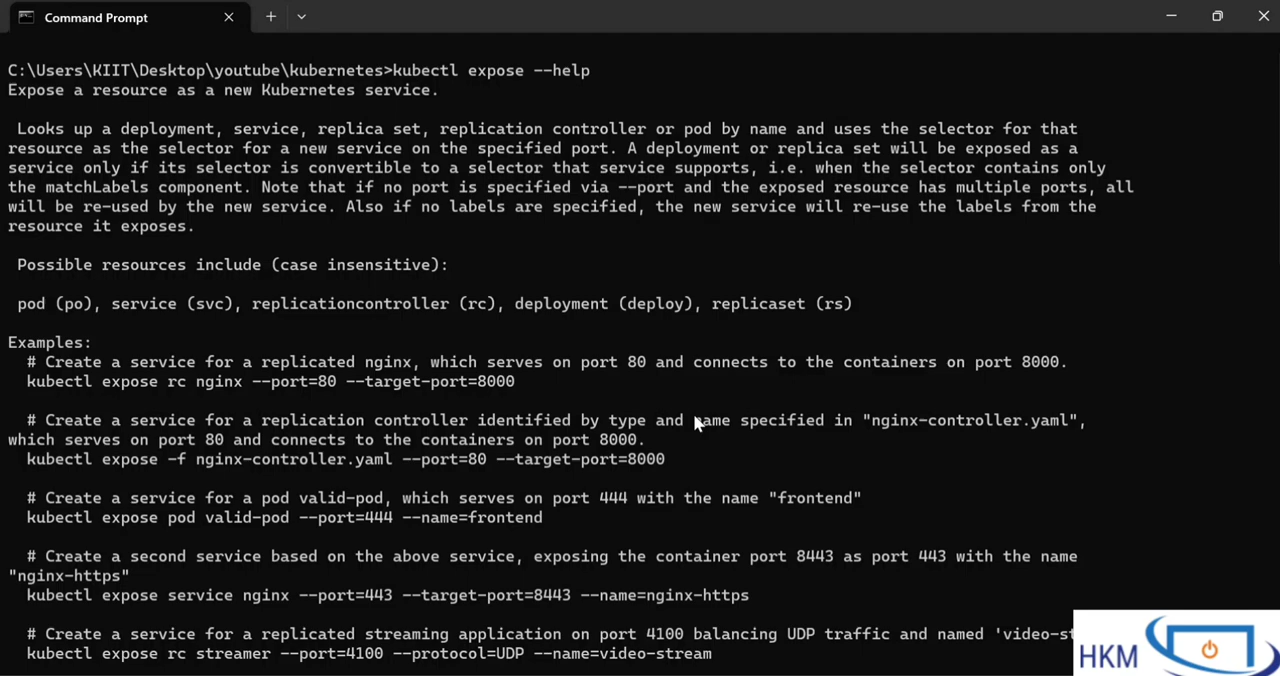 Command Prompt
C:\Users\KIIT\Desktop\youtube\kubernetes>kubectl expose --help
Expose a resource as a new Kubernetes service.
Looks up a deployment, service, replica set, replication controller or pod by name and uses the selector for that
resource as the selector for a new service on the specified port. A deployment or replica set will be exposed as a
service only if its selector is convertible to a selector that service supports, i.e. when the selector contains only
the matchLabels component. Note that if no port is specified via --port and the exposed resource has multiple ports, all
will be re-used by the new service. Also if no labels are specified, the new service will re-use the labels from the
resource it exposes.
Possible resources include (case insensitive):
pod (po), service (svc), replicationcontroller (rc), deployment (deploy), replicaset (rs)
Examples:
# Create a service for a replicated nginx, which serves on port 80 and connects to the containers on port 8000.
kubectl expose rc nginx --port=80 --target-port=8000
# Create a service for a replication controller identified by type and name specified in "nginx-controller.yaml",
which serves on port 80 and connects to the containers on port 8000.
kubectl expose -f nginx-controller.yaml --port=80 --target-port=8000
# Create a service for a pod valid-pod, which serves on port 444 with the name "frontend"
kubectl expose pod valid-pod --port=444 --name=frontend
# Create a second service based on the above service, exposing the container port 8443 as port 443 with the name
"nginx-https"
kubectl expose service nginx --port=443 --target-port=8443 --name=nginx-https
# Create a service for a replicated streaming application on port 4100 balancing UDP traffic and named 'video-st
kubectl expose rc streamer --port=4100 --protocol=UDP --name=video-stream
HKM